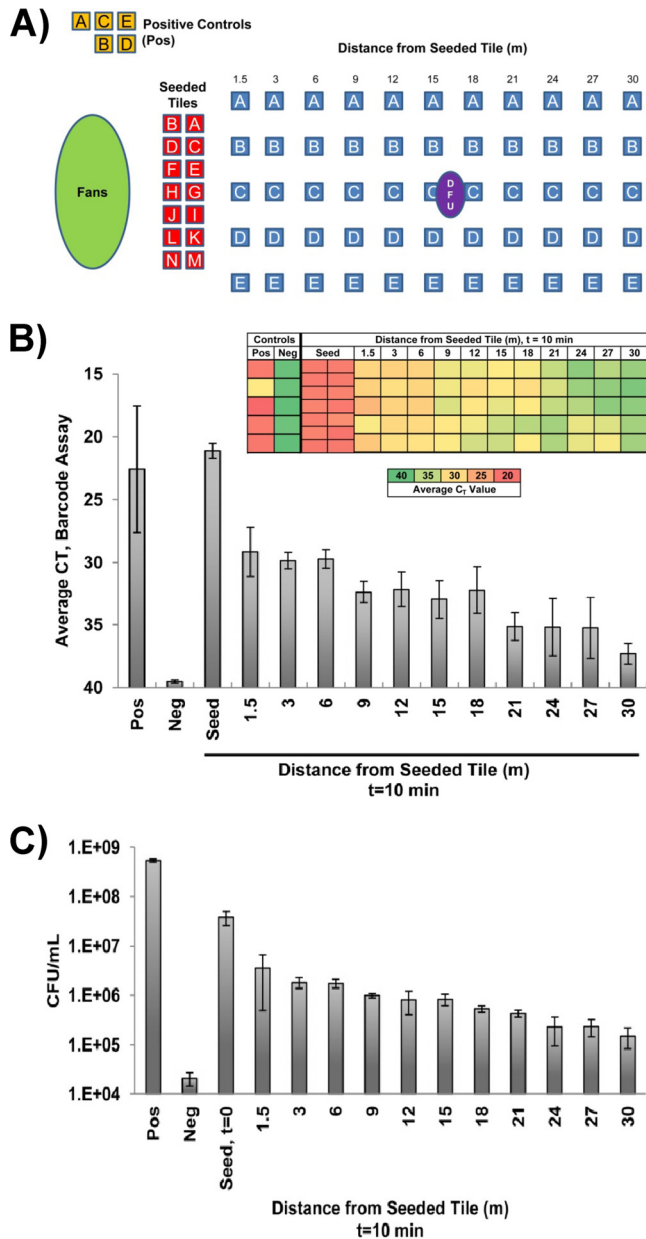 A)
A C E
B D
Positive Controls
(Pos)
Distance from Seeded Tile (m)
1.5 3 6 9 12 15 18 21 24 27 30
Seeded
Tiles
Fans
B A
D C
F E
H G
J I
L K
N M
A A A A A A A A A A A
B B B B B B B B B B B
C C C C C C C C C C C
DFU
D D D D D D D D D D D
E E E E E E E E E E E
B)
Controls Distance from Seeded Tile (m), t = 10 min
Pos Neg Seed 1.5 3 6 9 12 15 18 21 24 27 30
40 35 30 25 20
Average CT Value
Average CT, Barcode Assay
15
20
25
30
35
40
Pos Neg Seed 1.5 3 6 9 12 15 18 21 24 27 30
Distance from Seeded Tile (m)
t=10 min
C)
CFU/mL
1.E+09
1.E+08
1.E+07
1.E+06
1.E+05
1.E+04
Pos Neg Seed, t=0 1.5 3 6 9 12 15 18 21 24 27 30
Distance from Seeded Tile (m)
t=10 min